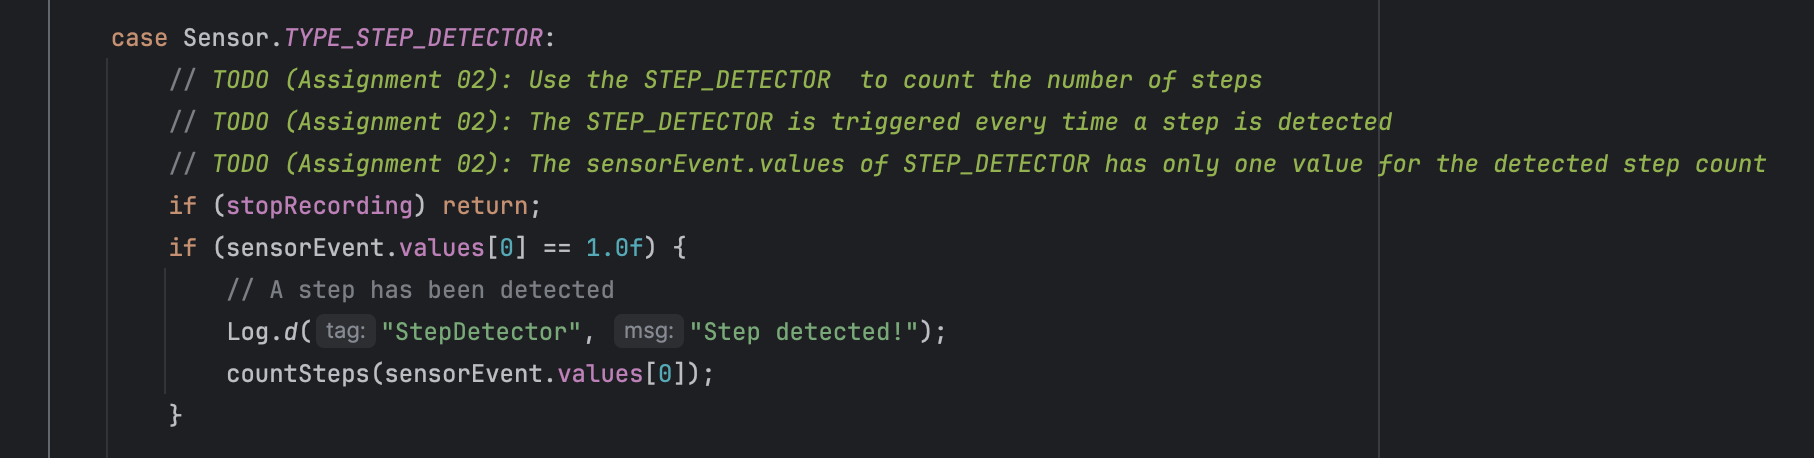 case Sensor.TYPE_STEP_DETECTOR:
// TODO (Assignment 02): Use the STEP_DETECTOR  to count the number of steps
// TODO (Assignment 02): The STEP_DETECTOR is triggered every time a step is detected
// TODO (Assignment 02): The sensorEvent.values of STEP_DETECTOR has only one value for the detected step count
if (stopRecording) return;
if (sensorEvent.values[0] == 1.0f) {
// A step has been detected
Log.d( tag: "StepDetector", msg: "Step detected!");
countSteps(sensorEvent.values[0]);
}